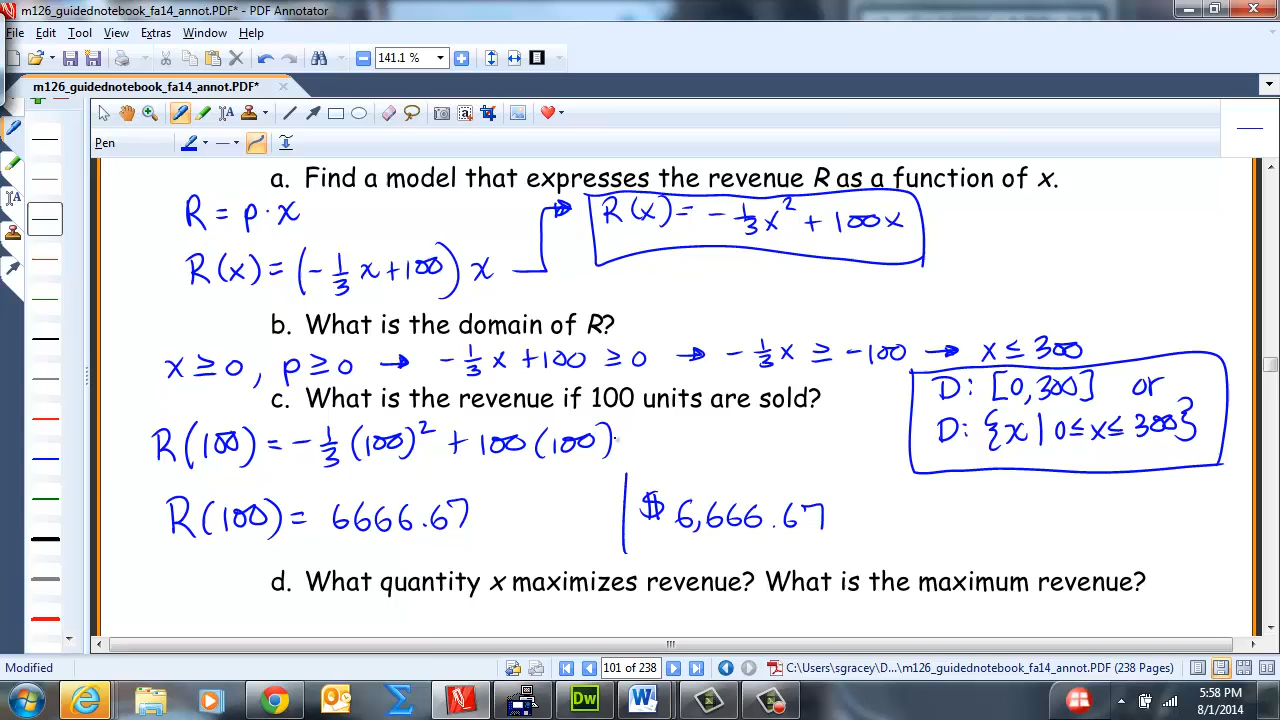 m126_guidednotebook_fa14_annot.PDF* - PDF Annotator
File Edit Tool View Extras Window Help
141.1 %
m126_guidednotebook_fa14_annot.PDF*
Pen
a. Find a model that expresses the revenue R as a function of x.
R = p · x
R(x) = -1/3 x² + 100x
R(x) = (-1/3 x + 100) x
b. What is the domain of R?
x ≥ 0, p ≥ 0 → -1/3 x + 100 ≥ 0 → -1/3 x ≥ -100 → x ≤ 300
D: [0, 300] or
c. What is the revenue if 100 units are sold?
D: {x | 0 ≤ x ≤ 300}
R(100) = -1/3 (100)² + 100(100)
R(100) = 6666.67 | $ 6,666.67
d. What quantity x maximizes revenue? What is the maximum revenue?
Modified
101 of 238
C:\Users\sgracey\D...\m126_guidednotebook_fa14_annot.PDF (238 Pages)
5:58 PM
8/1/2014